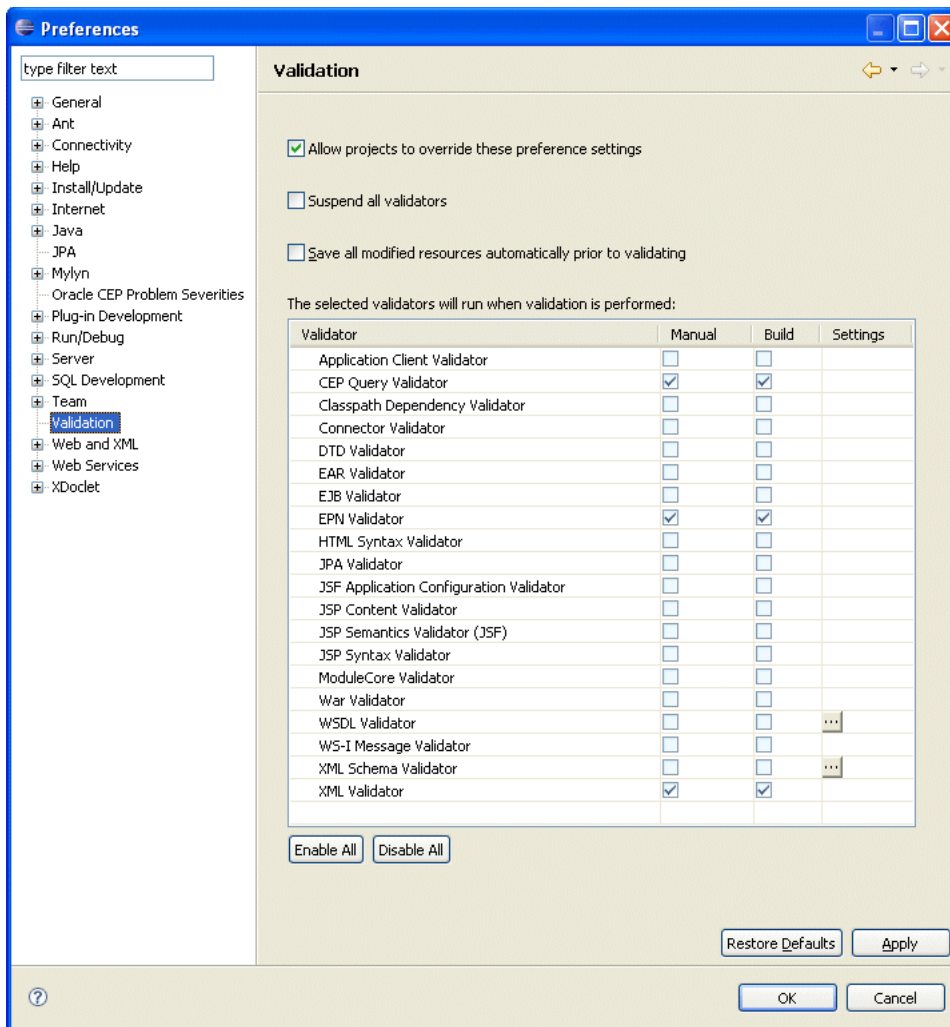 Preferences
type filter text
General
Ant
Connectivity
Help
Install/Update
Internet
Java
JPA
Mylyn
Oracle CEP Problem Severities
Plug-in Development
Run/Debug
Server
SQL Development
Team
Validation
Web and XML
Web Services
XDoclet
Validation
Allow projects to override these preference settings
Suspend all validators
Save all modified resources automatically prior to validating
The selected validators will run when validation is performed:
Validator Manual Build Settings
Application Client Validator
CEP Query Validator
Classpath Dependency Validator
Connector Validator
DTD Validator
EAR Validator
EJB Validator
EPN Validator
HTML Syntax Validator
JPA Validator
JSF Application Configuration Validator
JSP Content Validator
JSP Semantics Validator (JSF)
JSP Syntax Validator
ModuleCore Validator
War Validator
WSDL Validator ...
WS-I Message Validator
XML Schema Validator ...
XML Validator
Enable All Disable All
Restore Defaults Apply
? OK Cancel